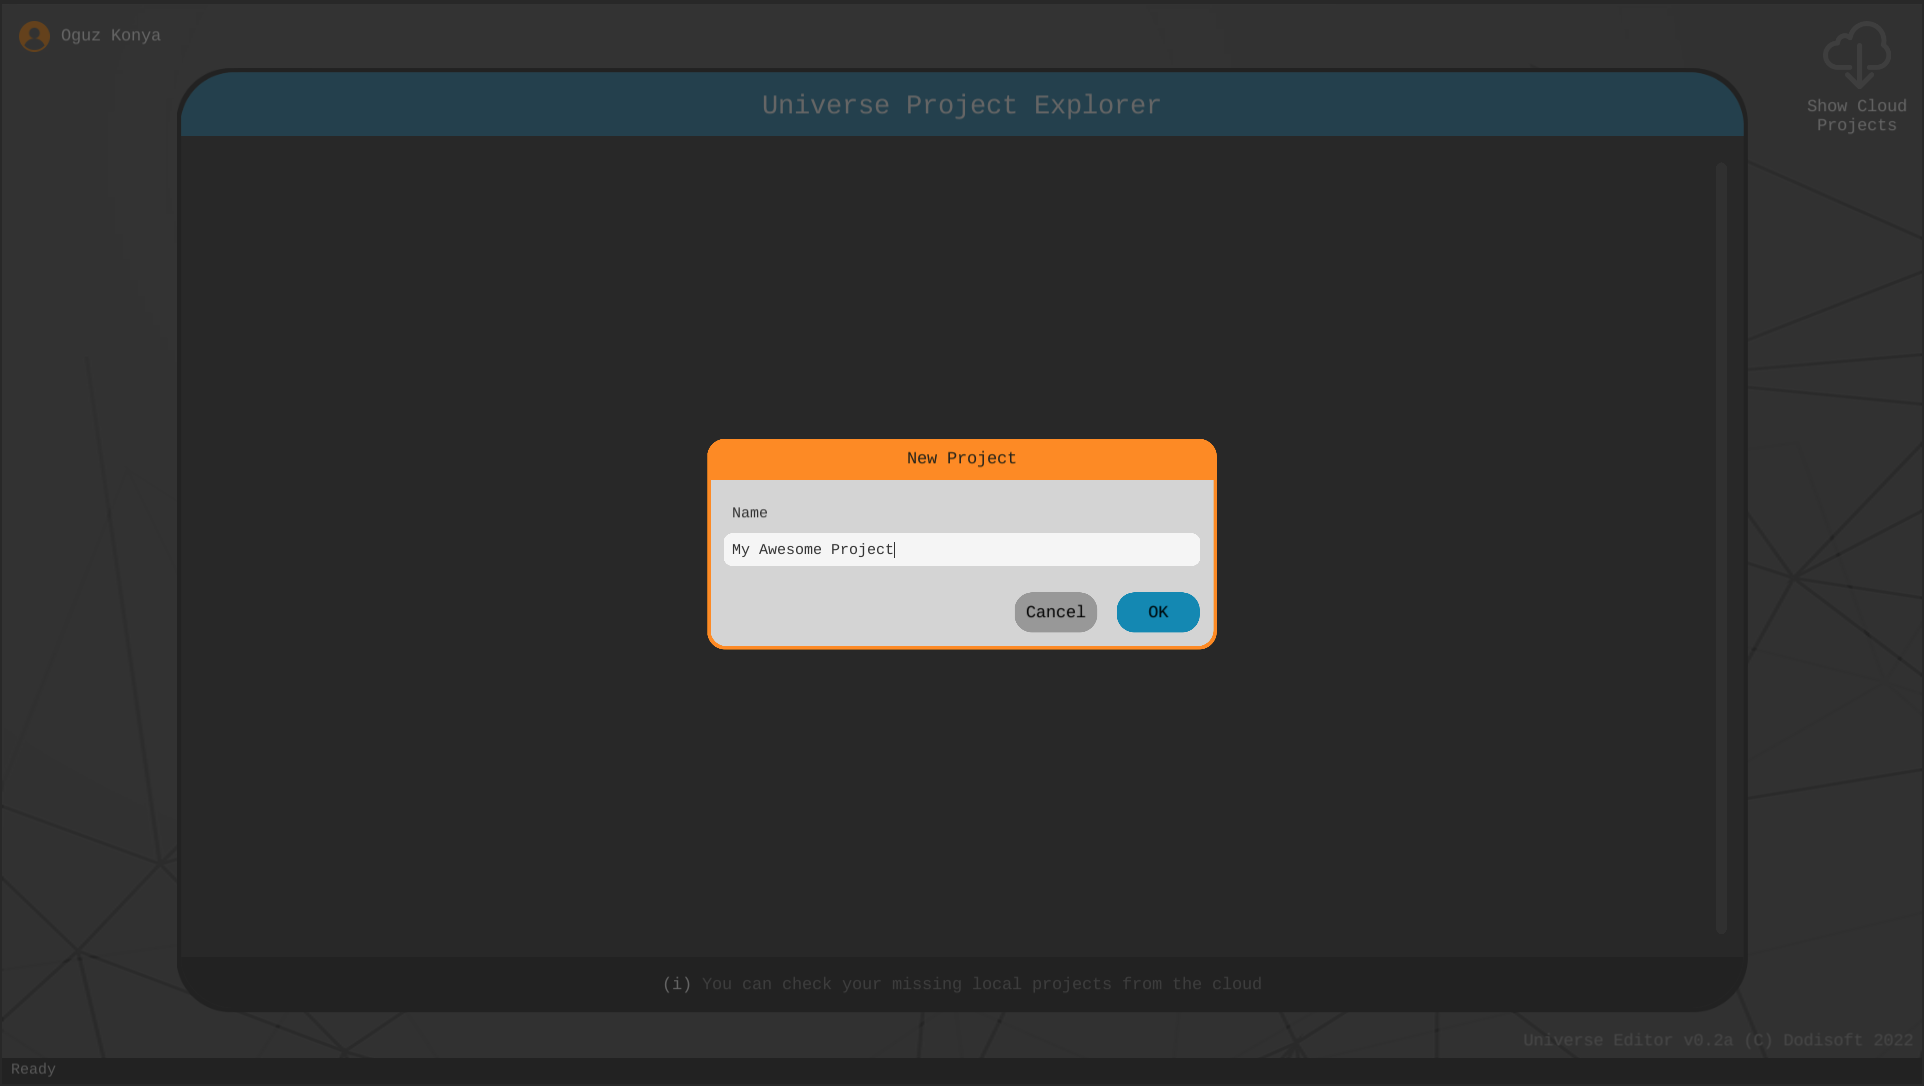 Oguz Konya
Universe Project Explorer
Show Cloud
Projects
New Project
Name
My Awesome Project
Cancel
OK
(i) You can check your missing local projects from the cloud
Universe Editor v0.2a (C) Dodisoft 2022
Ready